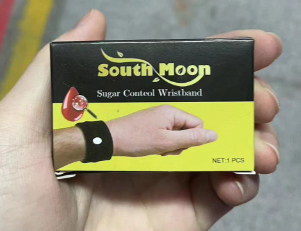 South Moon
Sugar Conteol Wristband
NET:1 PCS